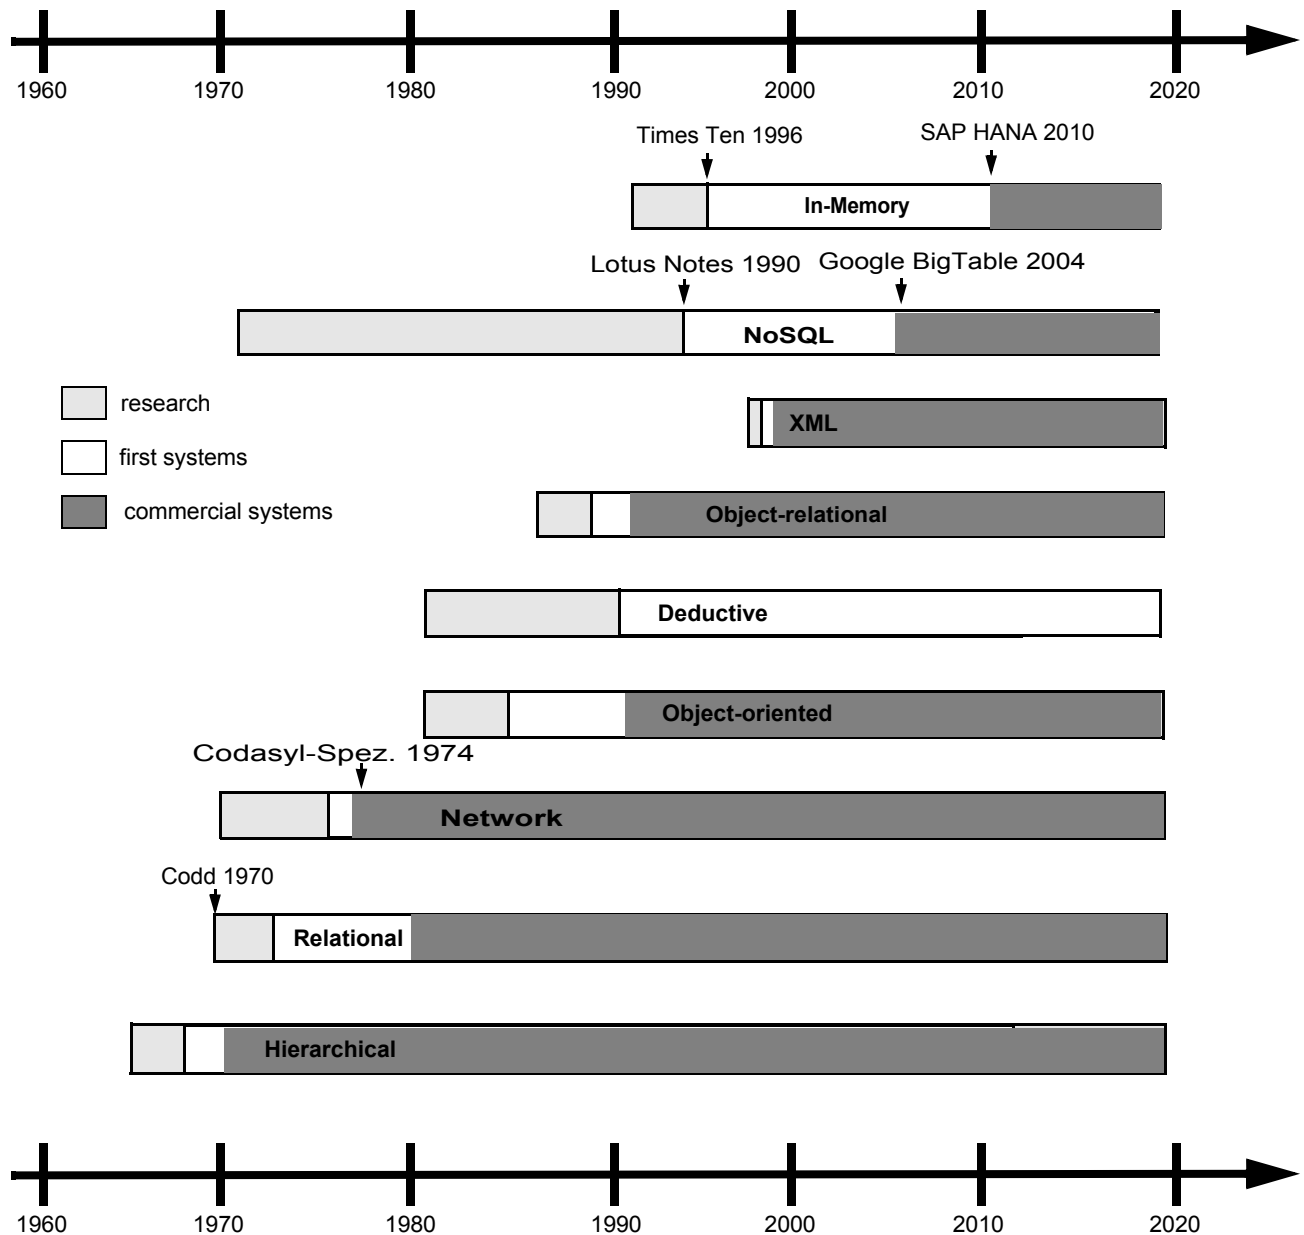 1960 1970 1980 1990 2000 2010 2020
Times Ten 1996 SAP HANA 2010
In-Memory
Lotus Notes 1990 Google BigTable 2004
NoSQL
research
XML
first systems
commercial systems
Object-relational
Deductive
Object-oriented
Codasyl-Spez. 1974
Network
Codd 1970
Relational
Hierarchical
1960 1970 1980 1990 2000 2010 2020